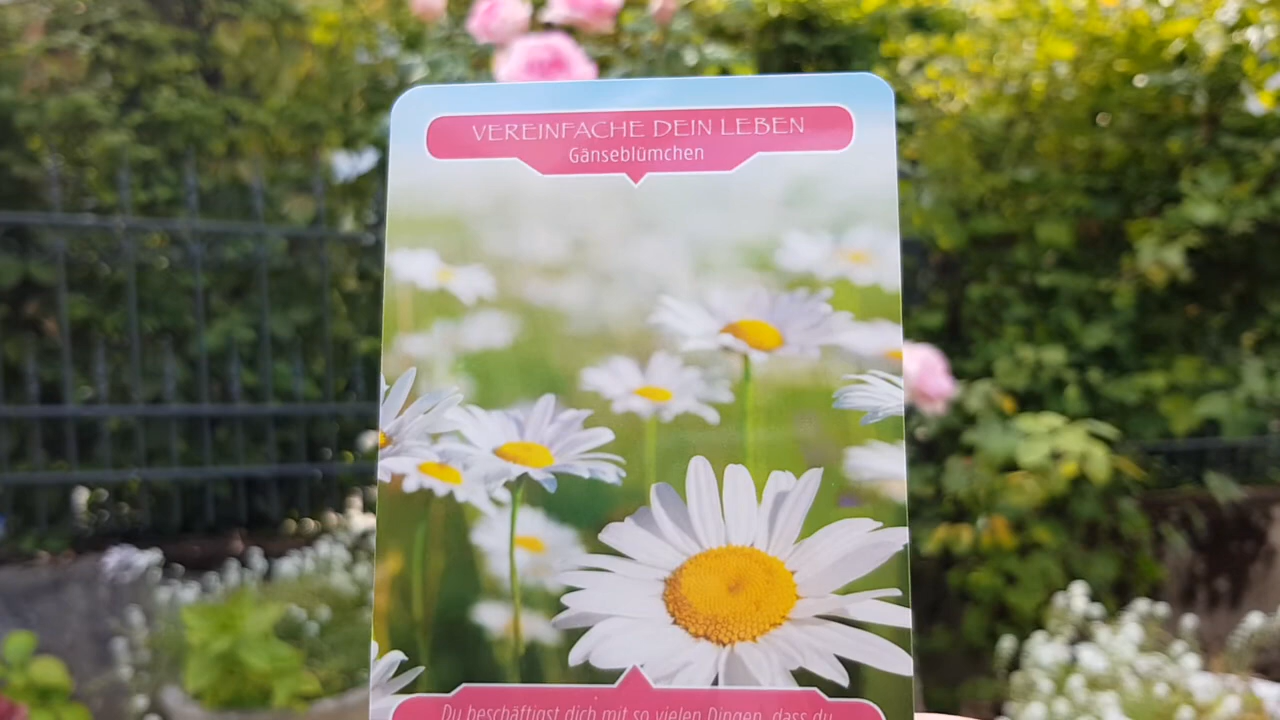 VEREINFACHE DEIN LEBEN
Gänseblümchen
Du beschäftigst dich mit so vielen Dingen, dass du